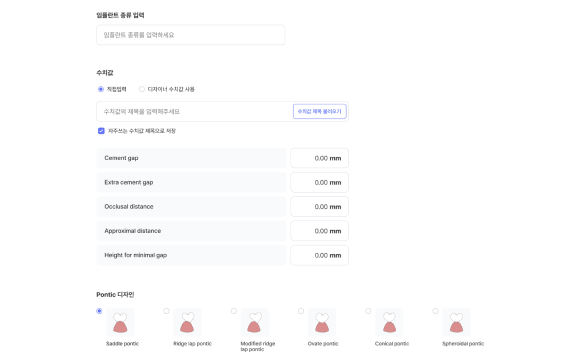 임플란트 종류 입력
임플란트 종류를 입력하세요
수치값
직접입력
디자이너 수치값 사용
수치값의 제목을 입력해주세요
수치값 제목 불러오기
자주쓰는 수치값 제목으로 저장
Cement gap
0.00 mm
Extra cement gap
0.00 mm
Occlusal distance
0.00 mm
Approximal distance
0.00 mm
Height for minimal gap
0.00 mm
Pontic 디자인
Saddle pontic
Ridge lap pontic
Modified ridge
lap pontic
Ovate pontic
Conical pontic
Spheroidal pontic